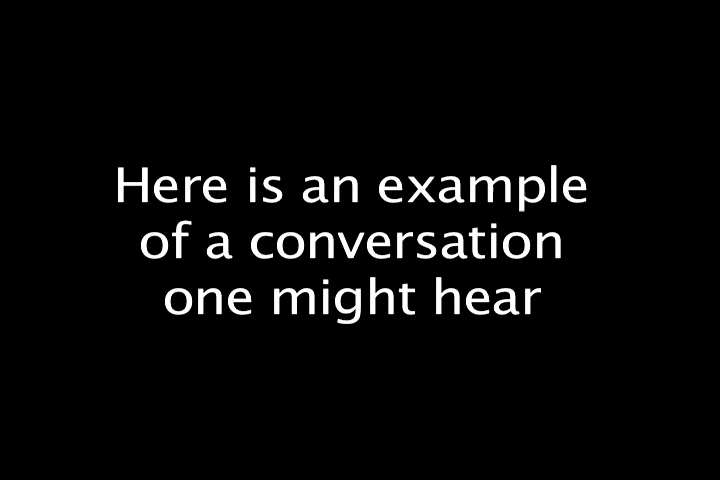 Here is an example
of a conversation
one might hear